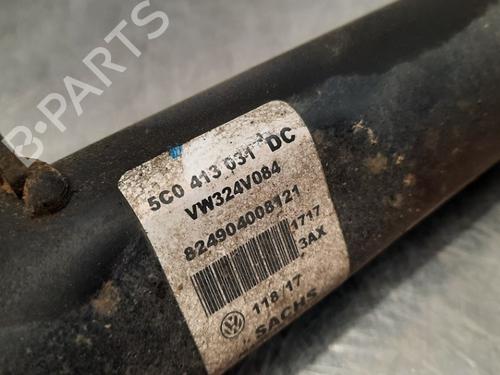 B-PARTS
5C0 413 031 DC
VW324V084
824904008121
1717
3AX
118/17
SACHS